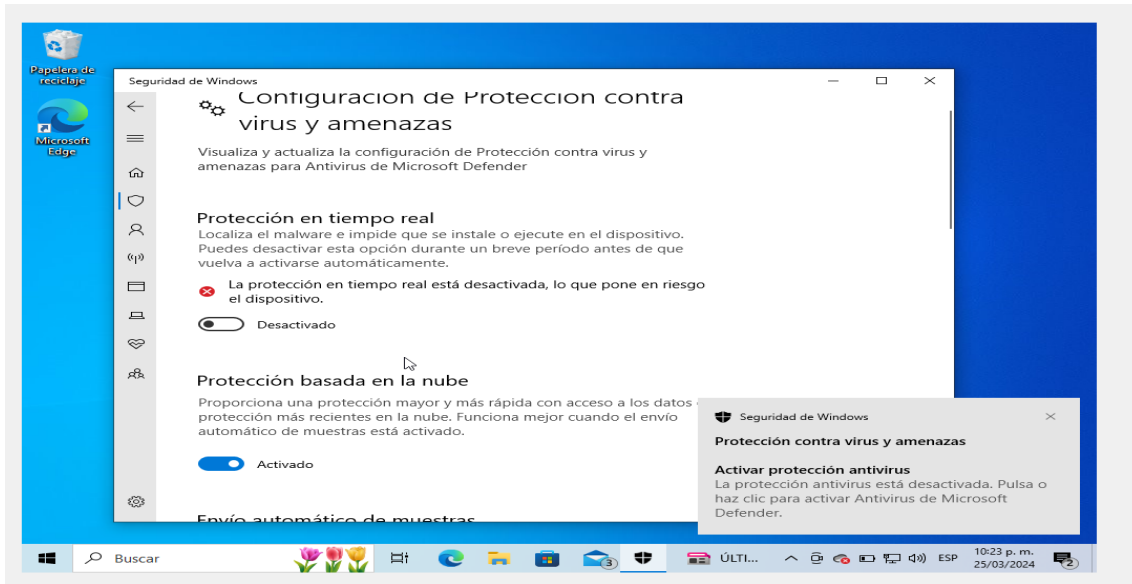 Papelera de
reciclaje
Microsoft
Edge
Seguridad de Windows
Configuración de Protección contra
virus y amenazas
Visualiza y actualiza la configuración de Protección contra virus y
amenazas para Antivirus de Microsoft Defender
Protección en tiempo real
Localiza el malware e impide que se instale o ejecute en el dispositivo.
Puedes desactivar esta opción durante un breve período antes de que
vuelva a activarse automáticamente.
La protección en tiempo real está desactivada, lo que pone en riesgo
el dispositivo.
Desactivado
Protección basada en la nube
Proporciona una protección mayor y más rápida con acceso a los datos
protección más recientes en la nube. Funciona mejor cuando el envío
automático de muestras está activado.
Activado
Envío automático de muestras
Seguridad de Windows
Protección contra virus y amenazas
Activar protección antivirus
La protección antivirus está desactivada. Pulsa o
haz clic para activar Antivirus de Microsoft
Defender.
Buscar
3
ÚLTI...
ESP
10:23 p. m.
25/03/2024
2